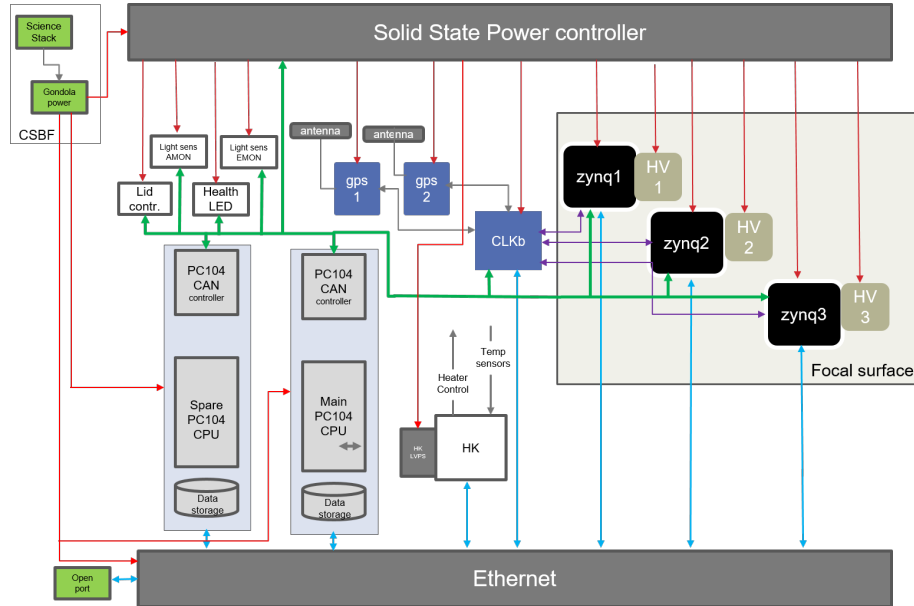 Science
Stack
Solid State Power controller
Gondola
power
CSBF
Light sens
AMON
Light sens
EMON
antenna
antenna
Lid
contr.
Health
LED
gps
1
gps
2
CLKb
zynq1
HV
1
zynq2
HV
2
zynq3
HV
3
Focal surface
PC104
CAN
controller
PC104
CAN
controller
Heater
Control
Temp
sensors
Spare
PC104
CPU
Main
PC104
CPU
HK
LVPS
HK
Data
storage
Data
storage
Open
port
Ethernet